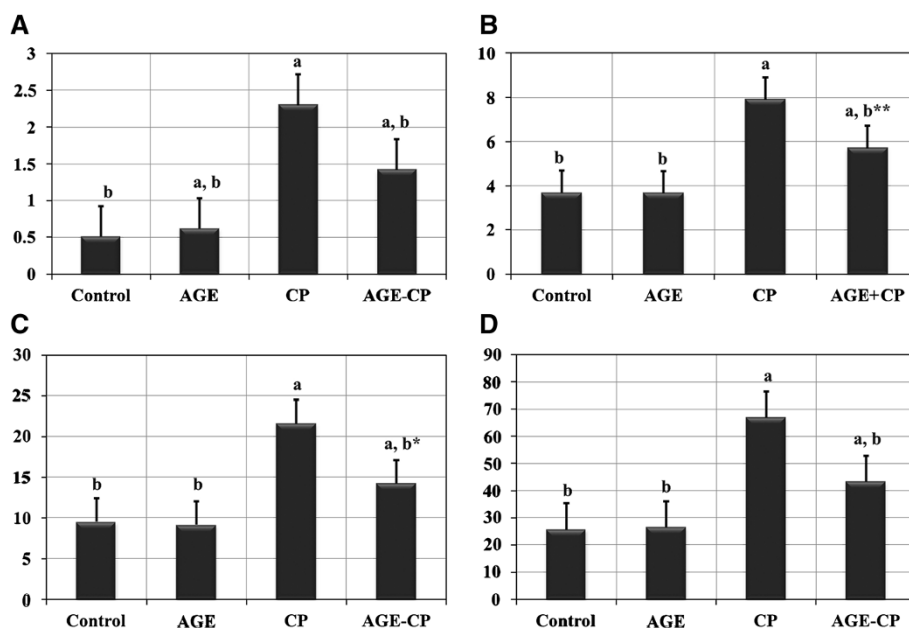 A
3
2.5
2
1.5
1
0.5
0
b
a, b
a
a, b
Control AGE CP AGE-CP
B
10
8
6
4
2
0
b
b
a
a, b**
Control AGE CP AGE+CP
C
30
25
20
15
10
5
0
b
b
a
a, b*
Control AGE CP AGE-CP
D
90
80
70
60
50
40
30
20
10
0
b
b
a
a, b
Control AGE CP AGE-CP